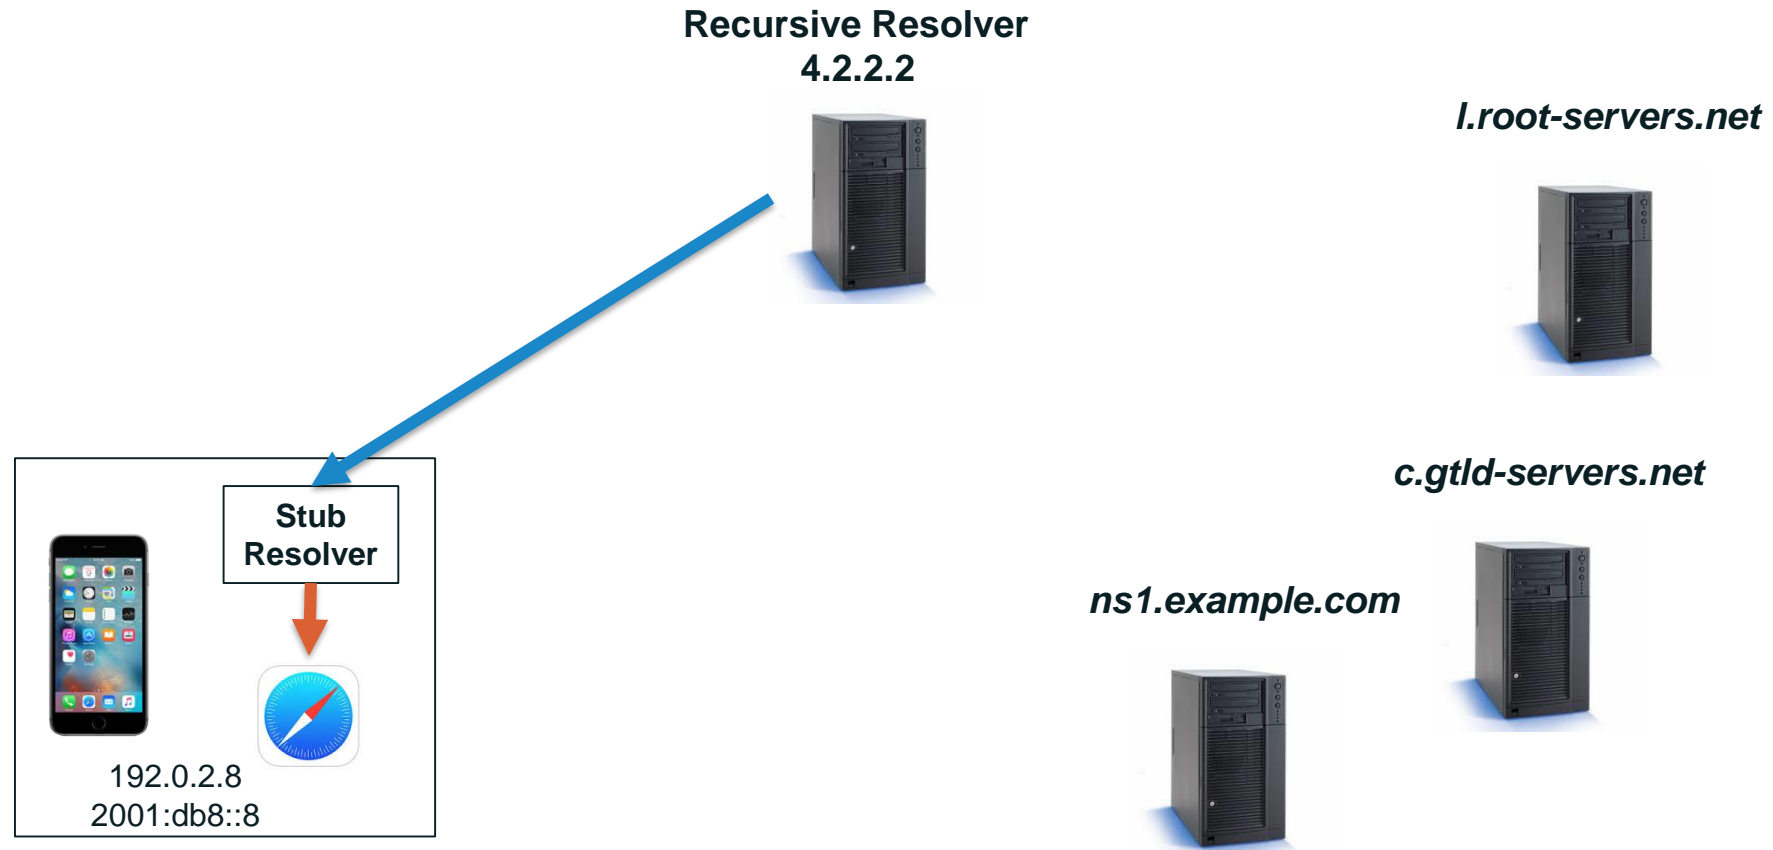 Recursive Resolver
4.2.2.2
l.root-servers.net
c.gtld-servers.net
Stub
Resolver
ns1.example.com
192.0.2.8
2001:db8::8